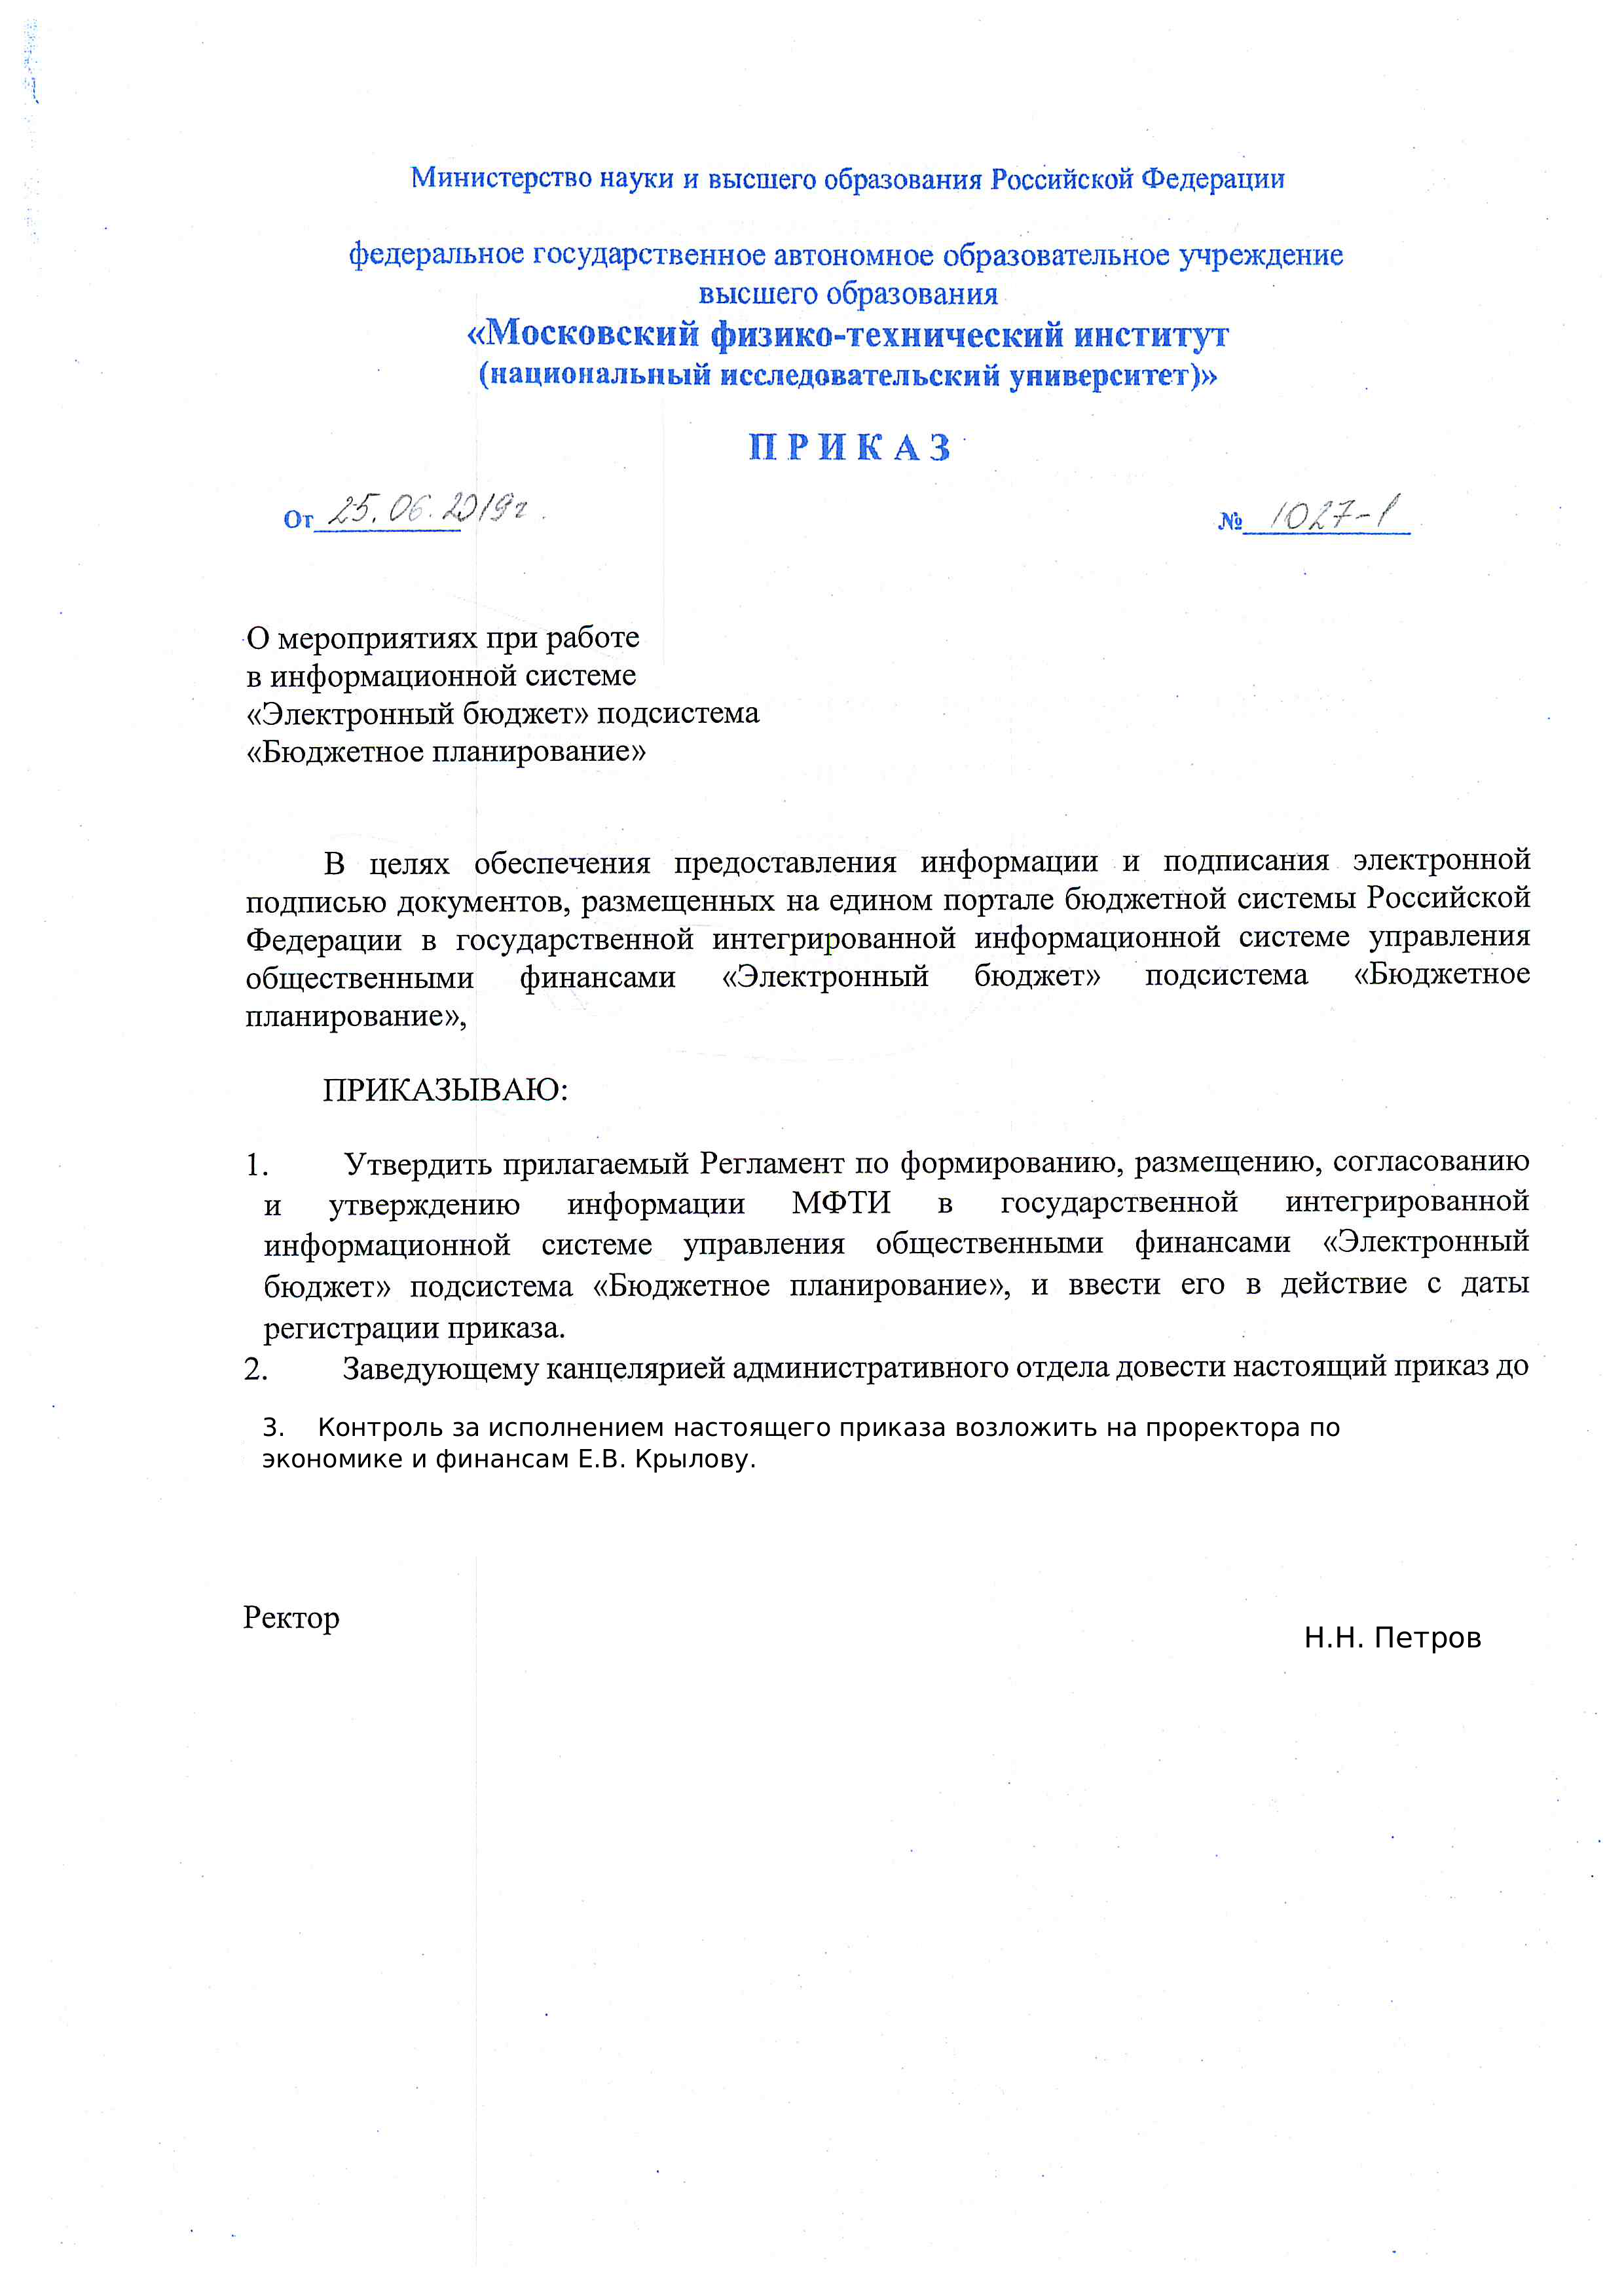 Министерство науки и высшего образования Российской Федерации
федеральное государственное автономное образовательное учреждение
высшего образования
«Московский физико-технический институт
(национальный исследовательский университет)»
П Р И К А З
От 25.06.2019г.
№ 1027-1
О мероприятиях при работе
в информационной системе
«Электронный бюджет» подсистема
«Бюджетное планирование»
В целях обеспечения предоставления информации и подписания электронной
подписью документов, размещенных на едином портале бюджетной системы Российской
Федерации в государственной интегрированной информационной системе управления
общественными финансами «Электронный бюджет» подсистема «Бюджетное
планирование»,
ПРИКАЗЫВАЮ:
1. Утвердить прилагаемый Регламент по формированию, размещению, согласованию
и утверждению информации МФТИ в государственной интегрированной
информационной системе управления общественными финансами «Электронный
бюджет» подсистема «Бюджетное планирование», и ввести его в действие с даты
регистрации приказа.
2. Заведующему канцелярией административного отдела довести настоящий приказ до
3. Контроль за исполнением настоящего приказа возложить на проректора по
экономике и финансам Е.В. Крылову.
Ректор
Н.Н. Петров